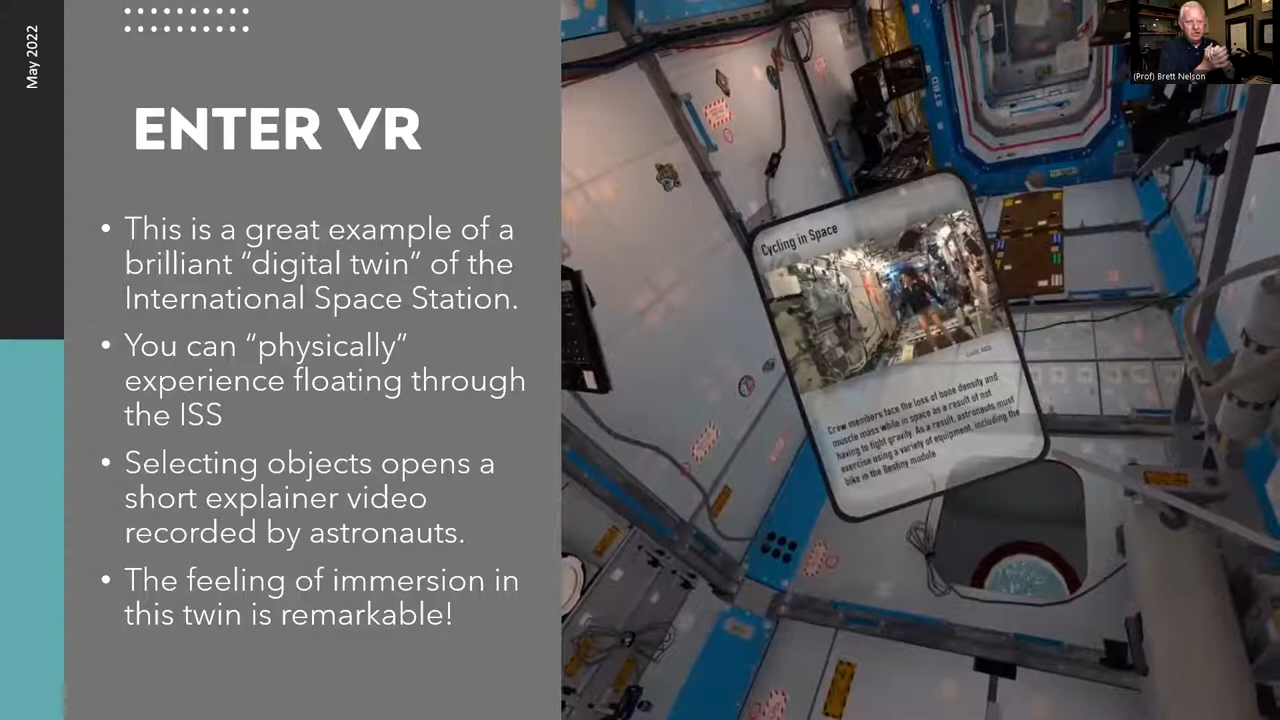 May 2022
ENTER VR
• This is a great example of a
brilliant “digital twin” of the
International Space Station.
• You can “physically”
experience floating through
the ISS
• Selecting objects opens a
short explainer video
recorded by astronauts.
• The feeling of immersion in
this twin is remarkable!
(Prof) Brett Nelson
STBD
Cycling in Space
Crew members face the loss of bone density and
muscle mass while in space as a result of not
having to fight gravity. As a result, astronauts must
exercise using a variety of equipment, including the
bike in the Destiny module